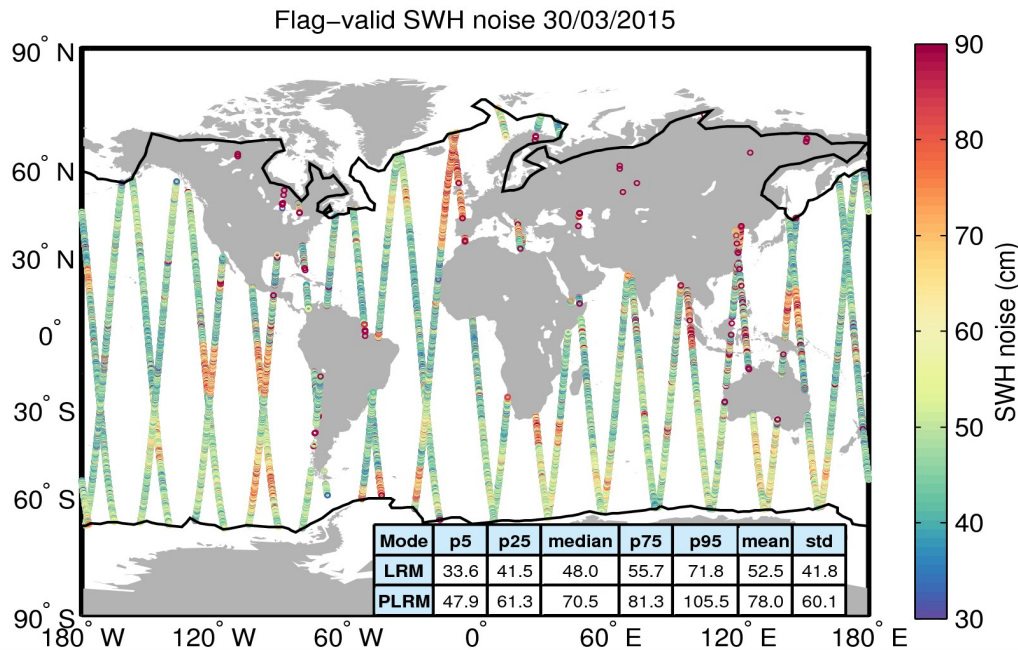 Flag−valid SWH noise 30/03/2015
90° N
60° N
30° N
0°
30° S
60° S
90° S
180° W
120° W
60° W
0°
60° E
120° E
180° E
Mode p5 p25 median p75 p95 mean std
LRM 33.6 41.5 48.0 55.7 71.8 52.5 41.8
PLRM 47.9 61.3 70.5 81.3 105.5 78.0 60.1
90
80
70
60
50
40
30
SWH noise (cm)